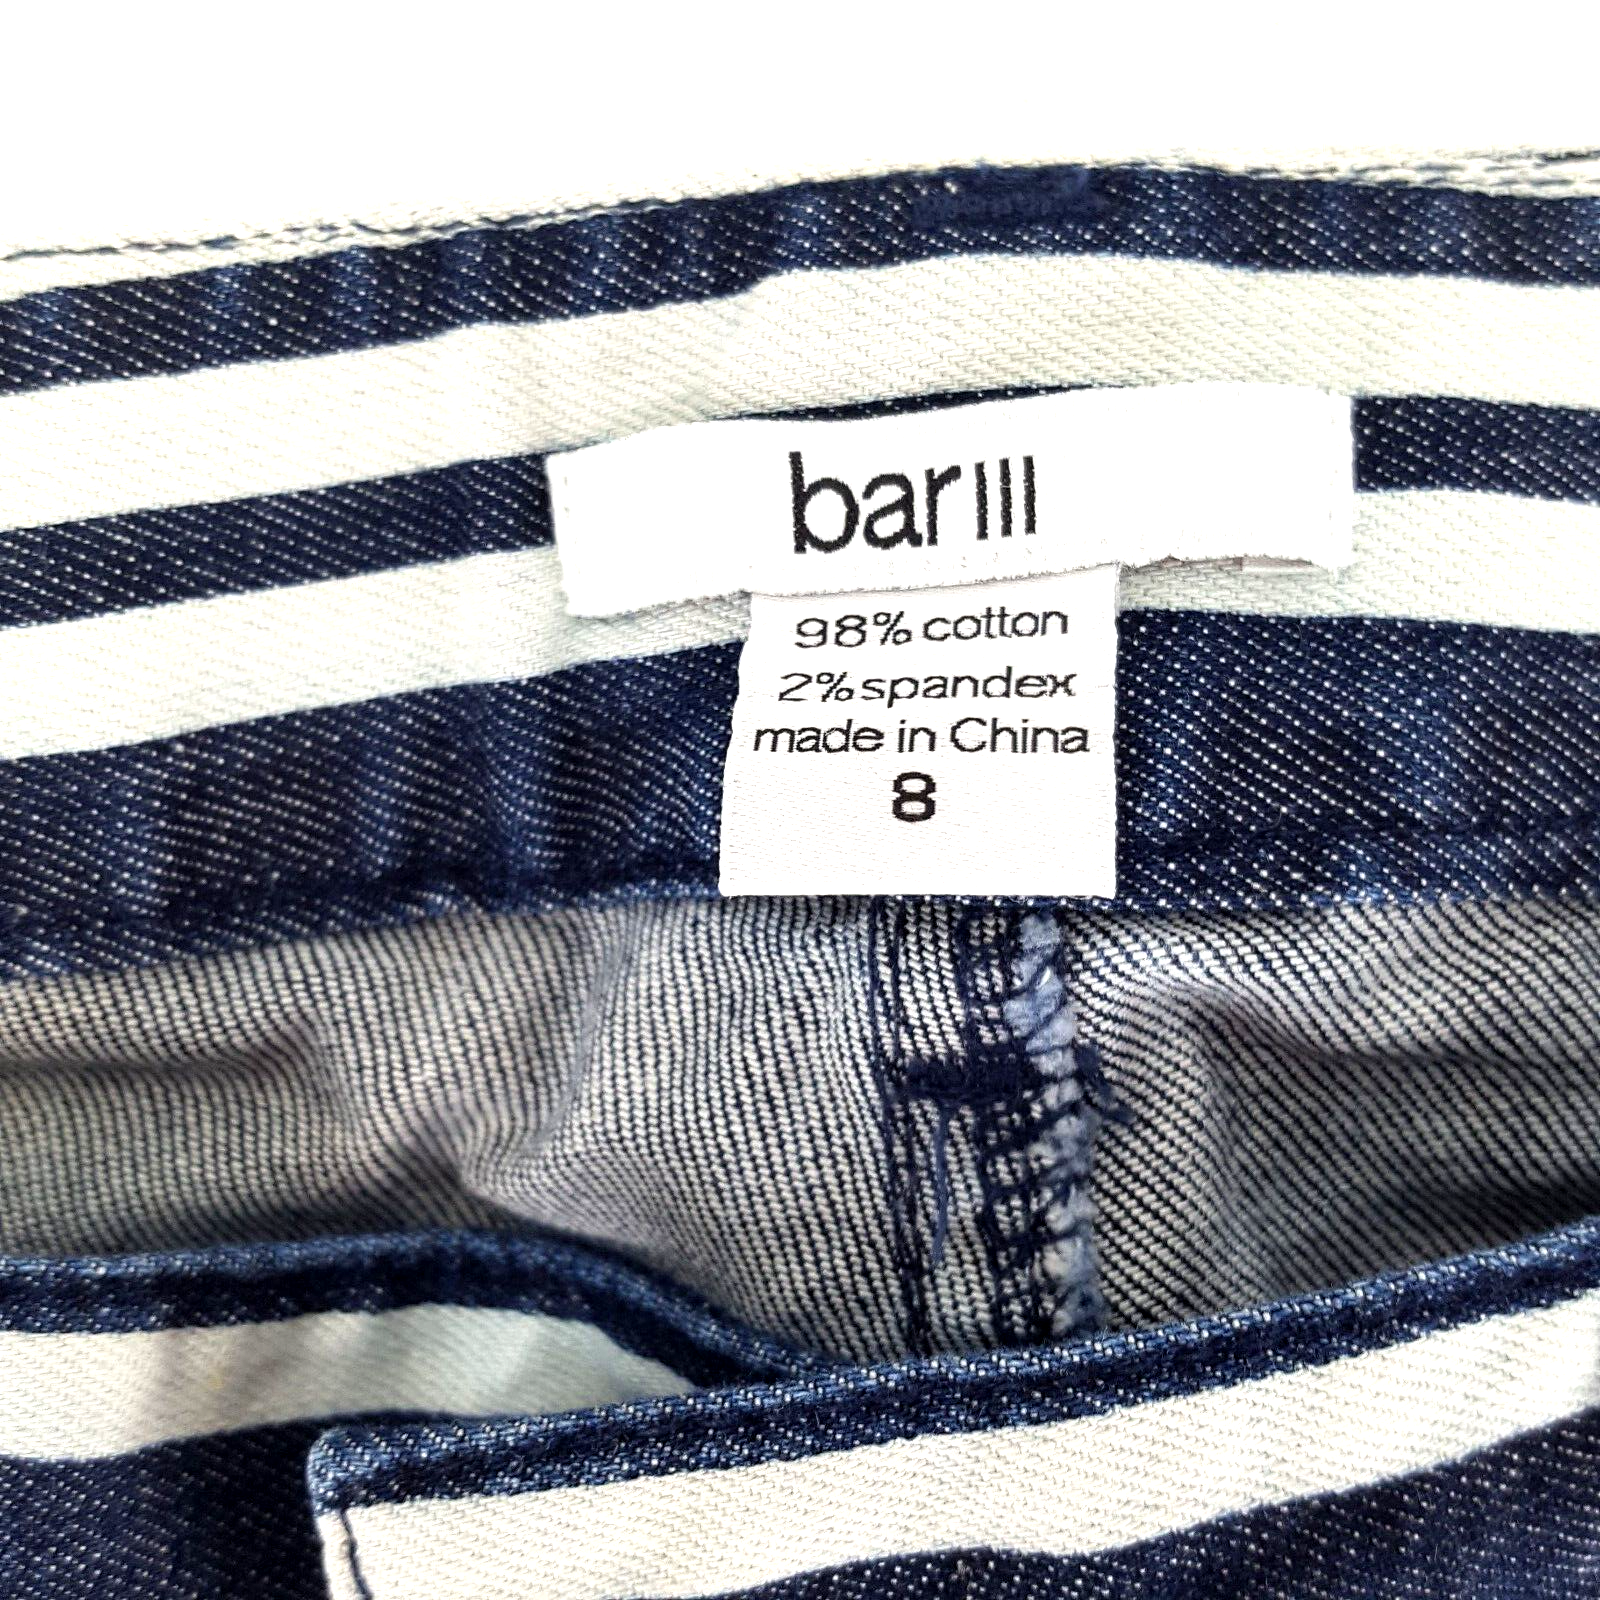 bar III
98% cotton
2% spandex
made in China
8